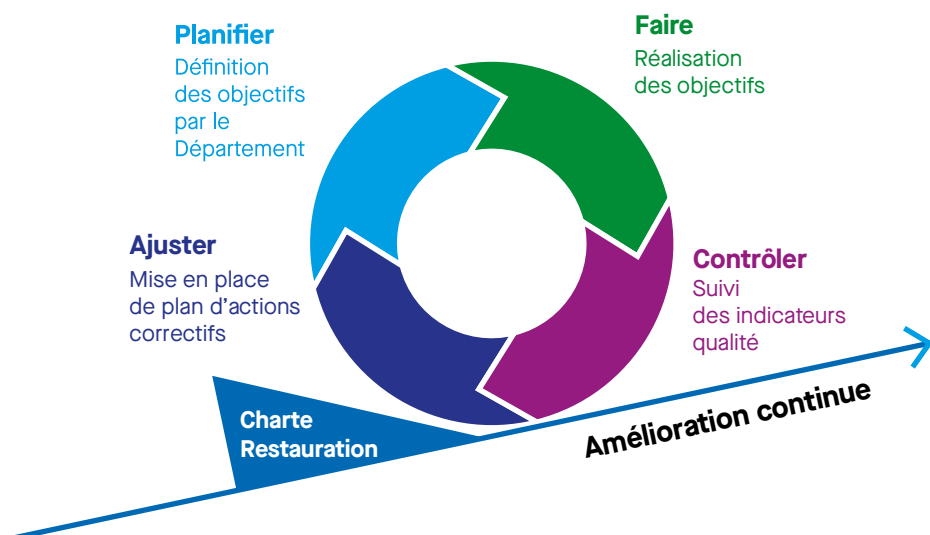 Planifier
Définition
des objectifs
par le
Département
Faire
Réalisation
des objectifs
Contrôler
Suivi
des indicateurs
qualité
Ajuster
Mise en place
de plan d’actions
correctifs
Charte
Restauration
Amélioration continue